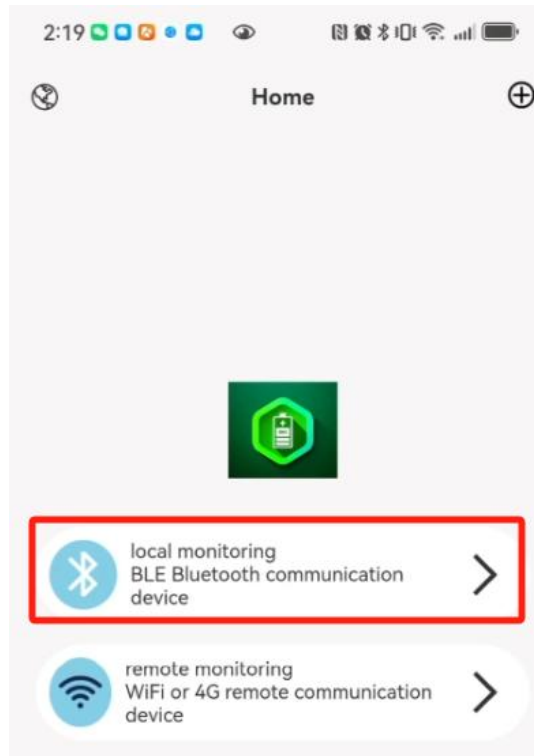 2:19
Home
local monitoring
BLE Bluetooth communication
device
remote monitoring
WiFi or 4G remote communication
device